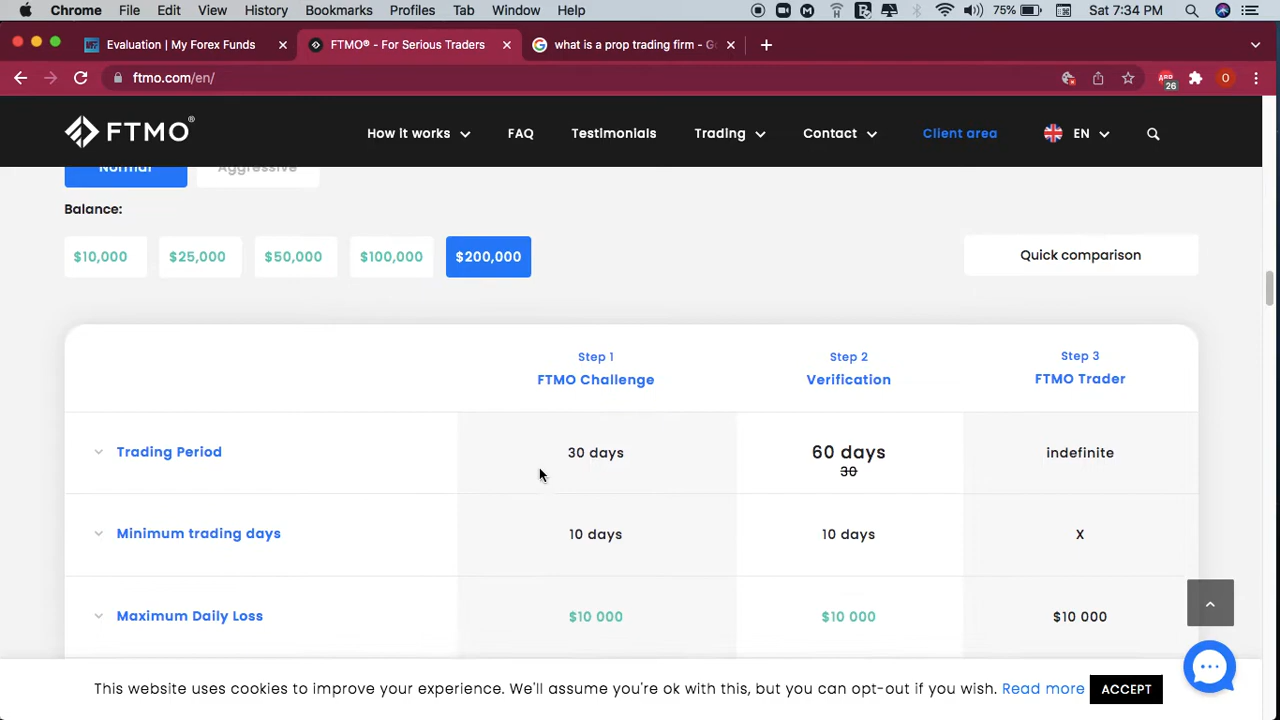 Chrome File Edit View History Bookmarks Profiles Tab Window Help 75% Sat 7:34 PM
Evaluation | My Forex Funds FTMO® - For Serious Traders what is a prop trading firm - Go
ftmo.com/en/ ABP 26 O
FTMO® How it works FAQ Testimonials Trading Contact Client area EN
Normal Aggressive
Balance:
$10,000 $25,000 $50,000 $100,000 $200,000 Quick comparison
Step 1 Step 2 Step 3
FTMO Challenge Verification FTMO Trader
Trading Period 30 days 60 days indefinite
30
Minimum trading days 10 days 10 days X
Maximum Daily Loss $10 000 $10 000 $10 000
This website uses cookies to improve your experience. We'll assume you're ok with this, but you can opt-out if you wish. Read more ACCEPT